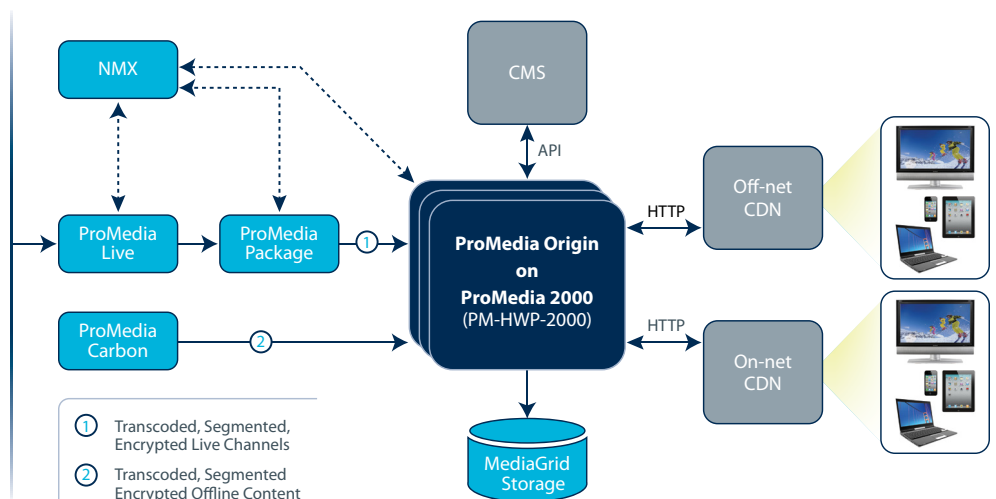 NMX
CMS
API
Off-net
CDN
HTTP
ProMedia
Live
ProMedia
Package
1
ProMedia Origin
on
ProMedia 2000
(PM-HWP-2000)
ProMedia
Carbon
2
HTTP
On-net
CDN
1 Transcoded, Segmented,
Encrypted Live Channels
2 Transcoded, Segmented
Encrypted Offline Content
MediaGrid
Storage